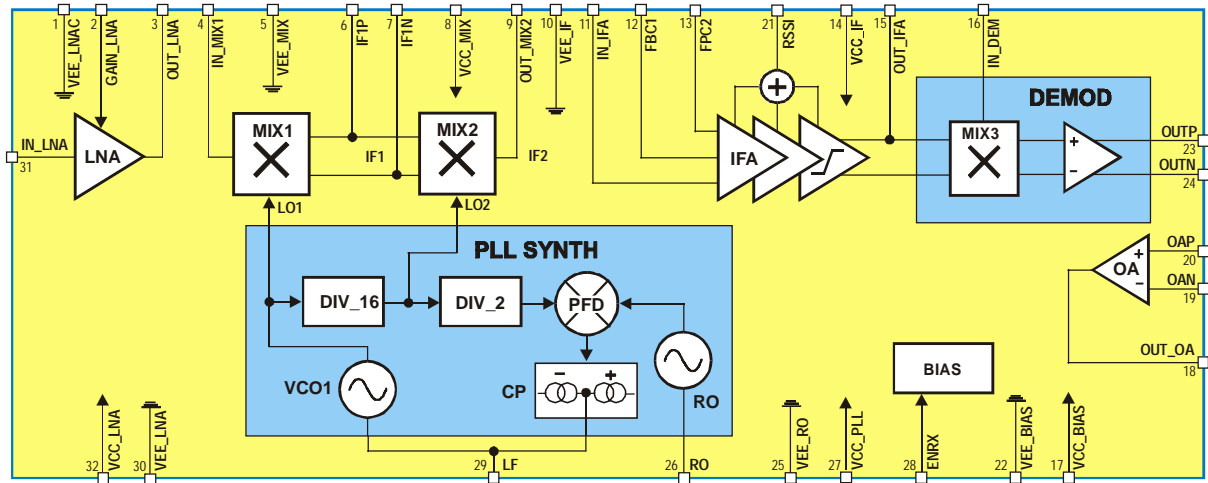 1 VEE_LNAC
2 GAIN_LNA
3 OUT_LNA
4 IN_MIX1
5 VEE_MIX
6 IF1P
7 IF1N
8 VCC_MIX
9 OUT_MIX2
10 VEE_IF
11 IN_IFA
12 FBC1
13 FPC2
21 RSSI
14 VCC_IF
15 OUT_IFA
16 IN_DEM
IN_LNA
31
LNA
MIX1
IF1
MIX2
IF2
LO1
LO2
+
IFA
DEMOD
MIX3
+
−
OUTP
23
OUTN
24
PLL SYNTH
DIV_16
DIV_2
PFD
VCO1
CP
− +
RO
OAP
20
OAN
19
OA
+
−
OUT_OA
18
BIAS
32 VCC_LNA
30 VEE_LNA
29 LF
26 RO
25 VEE_RO
27 VCC_PLL
28 ENRX
22 VEE_BIAS
17 VCC_BIAS